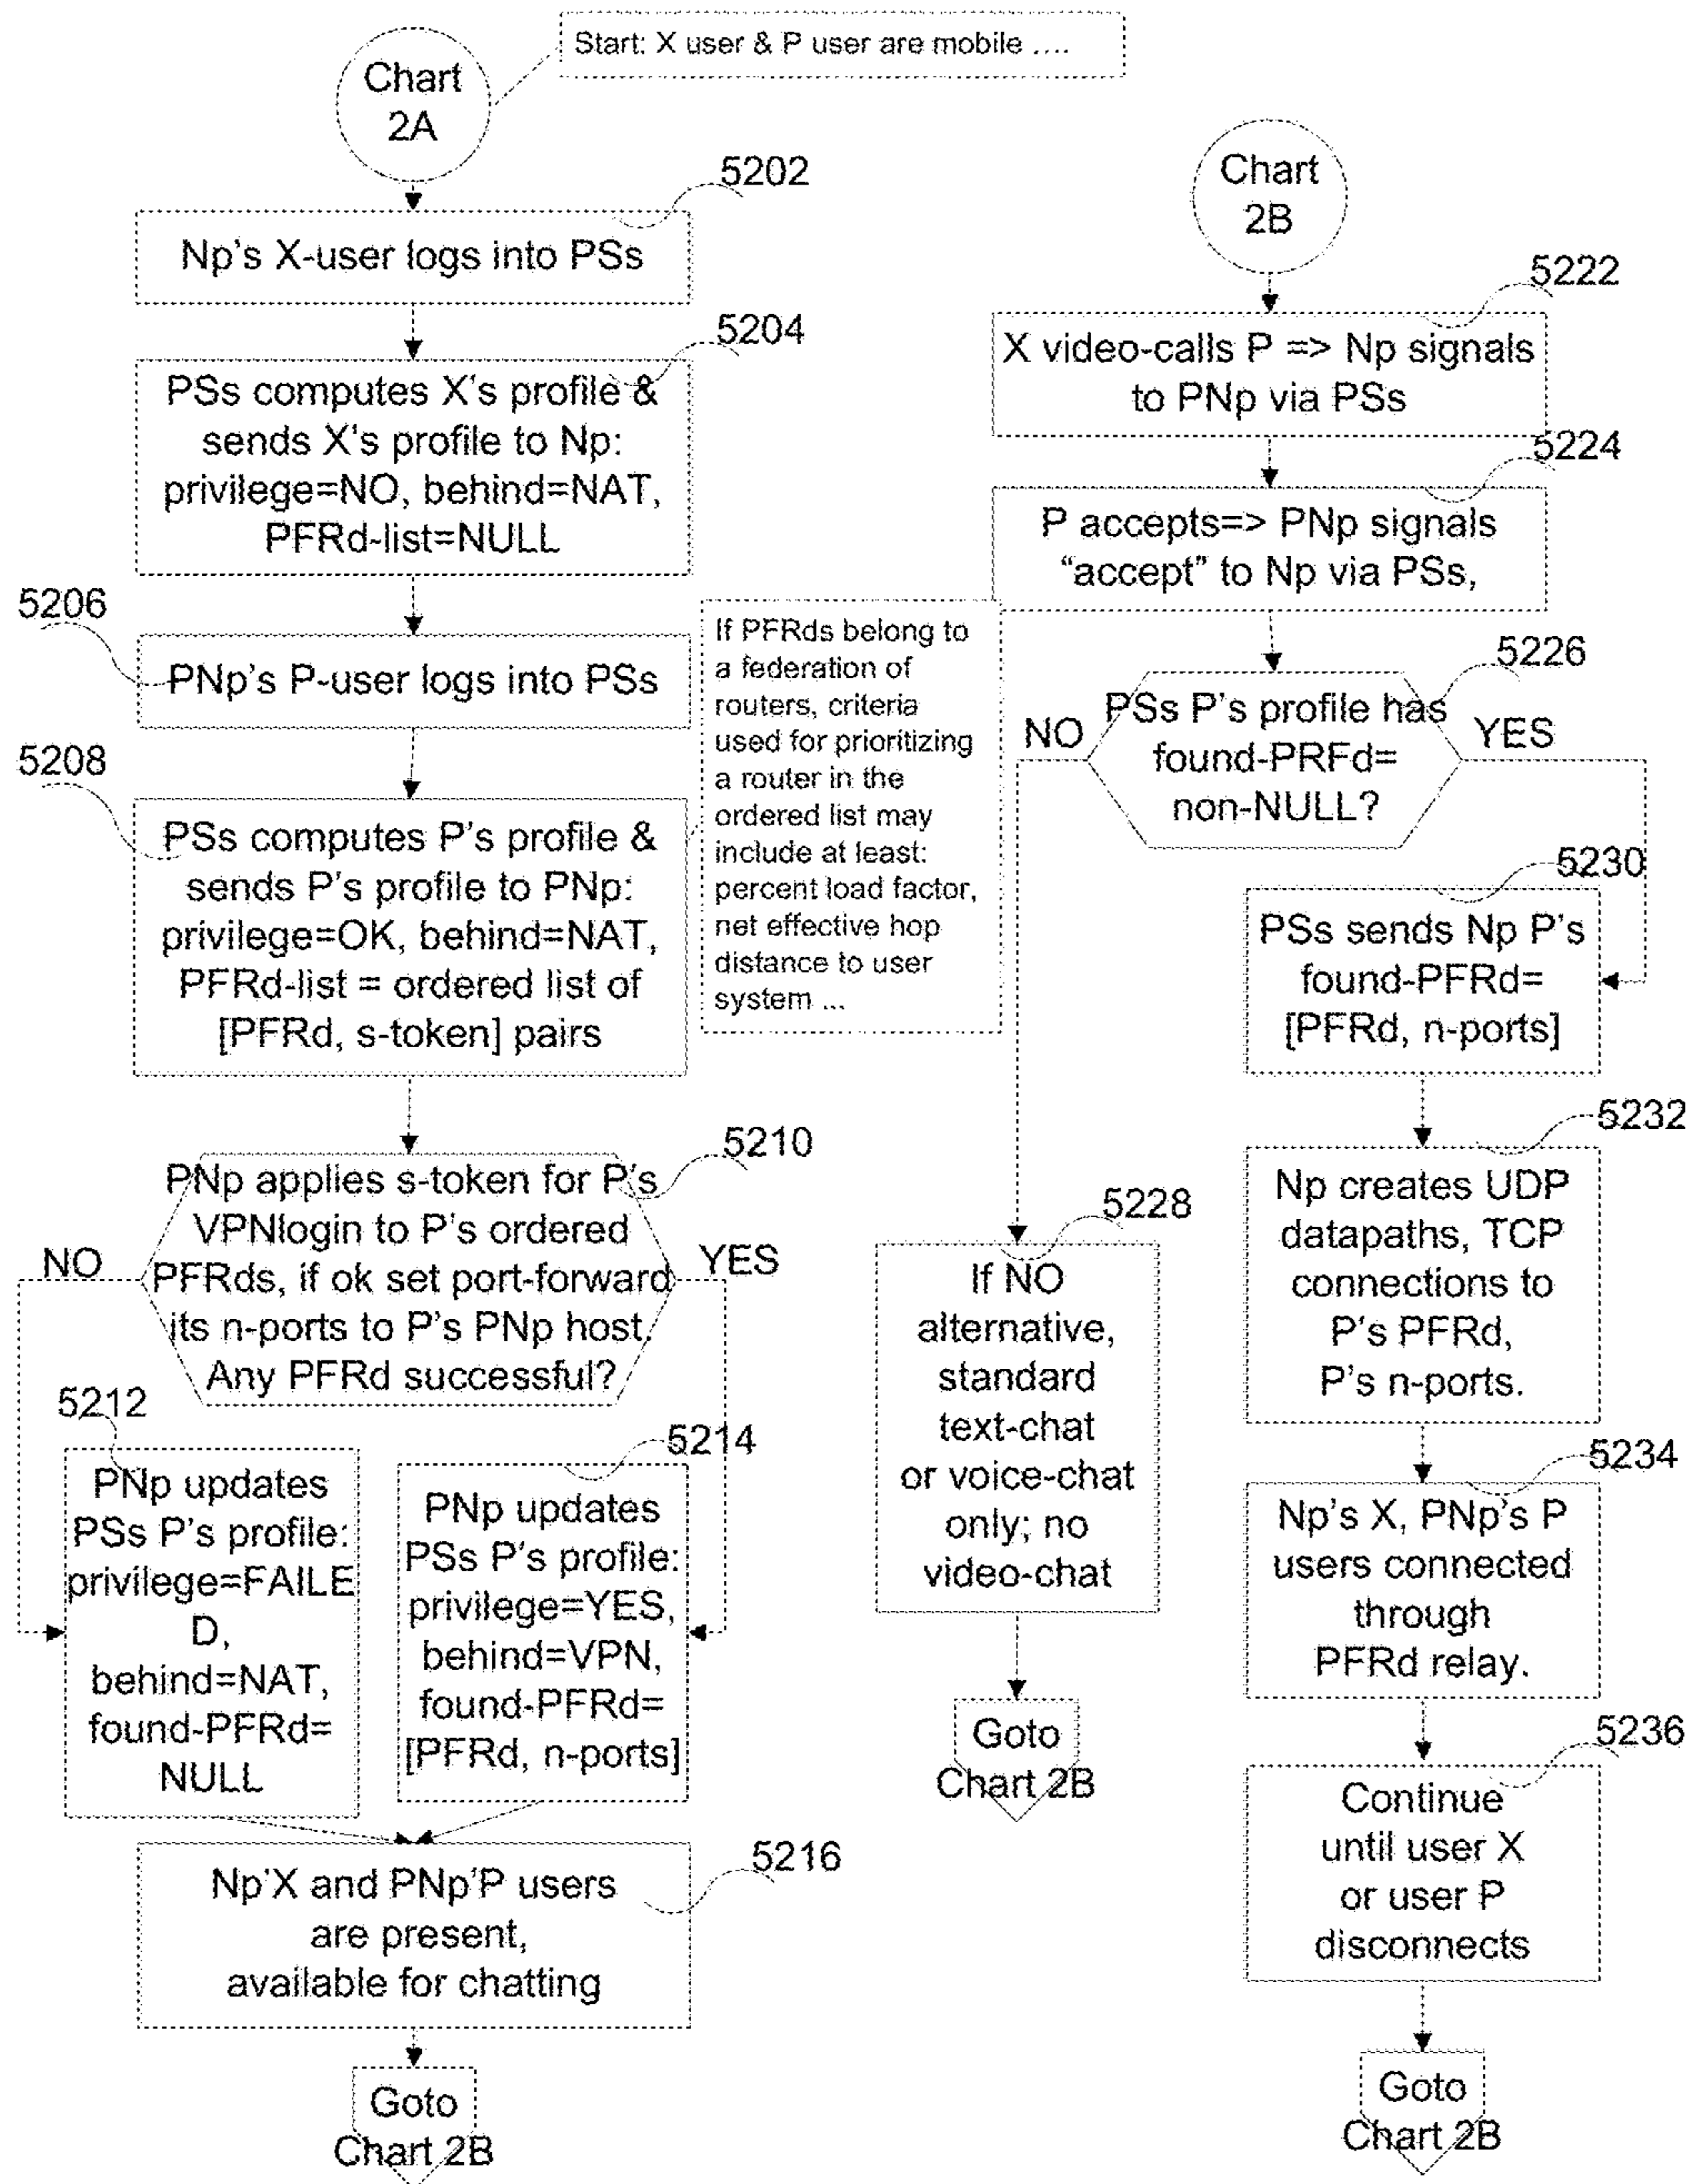 Chart
2A
Start: X user & P user are mobile ....
5202
Np's X-user logs into PSs
5204
PSs computes X's profile &
sends X's profile to Np:
privilege=NO, behind=NAT,
PFRd-list=NULL
5206
PNp's P-user logs into PSs
5208
PSs computes P's profile &
sends P's profile to PNp:
privilege=OK, behind=NAT,
PFRd-list = ordered list of
[PFRd, s-token] pairs
If PFRds belong to
a federation of
routers, criteria
used for prioritizing
a router in the
ordered list may
include at least:
percent load factor,
net effective hop
distance to user
system ...
5210
PNp applies s-token for P's
VPNlogin to P's ordered
PFRds, if ok set port-forward
its n-ports to P's PNp host.
Any PFRd successful?
NO
YES
5212
PNp updates
PSs P's profile:
privilege=FAILE
D,
behind=NAT,
found-PFRd=
NULL
5214
PNp updates
PSs P's profile:
privilege=YES,
behind=VPN,
found-PFRd=
[PFRd, n-ports]
5216
Np'X and PNp'P users
are present,
available for chatting
Goto
Chart 2B
Chart
2B
5222
X video-calls P => Np signals
to PNp via PSs
5224
P accepts=> PNp signals
“accept” to Np via PSs,
5226
PSs P's profile has
found-PRFd=
non-NULL?
NO
YES
5228
If NO
alternative,
standard
text-chat
or voice-chat
only; no
video-chat
Goto
Chart 2B
5230
PSs sends Np P's
found-PFRd=
[PFRd, n-ports]
5232
Np creates UDP
datapaths, TCP
connections to
P's PFRd,
P's n-ports.
5234
Np's X, PNp's P
users connected
through
PFRd relay.
5236
Continue
until user X
or user P
disconnects
Goto
Chart 2B